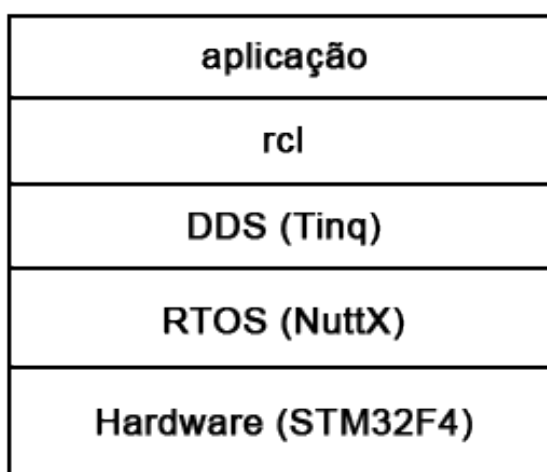 aplicação
rcl
DDS (Tinq)
RTOS (NuttX)
Hardware (STM32F4)